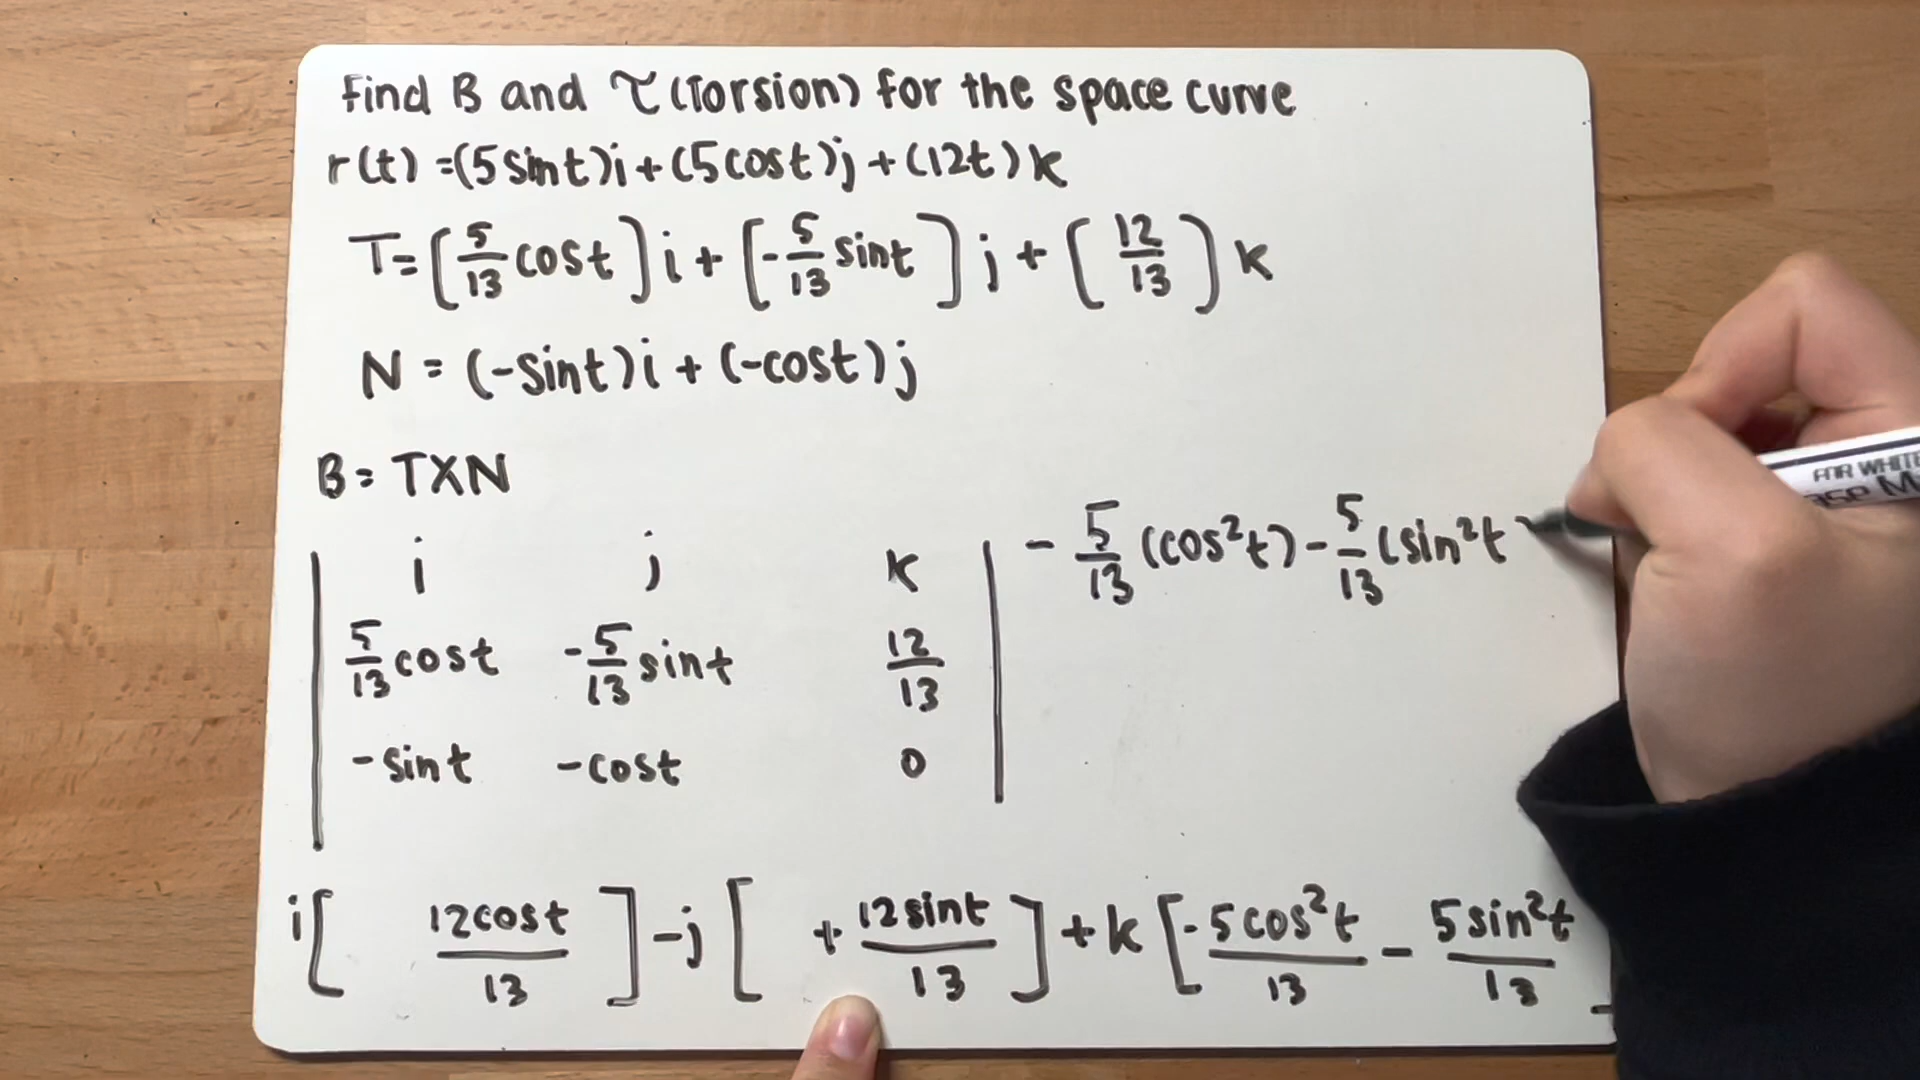 Find B and τ (Torsion) for the space curve
r(t) =(5sint)i+(5cost)j+(12t)k
T=[5/13 cost]i+[-5/13 sint]j+[12/13]k
N = (-sint)i+(-cost)j
B= TXN
i j k
5/13 cost -5/13 sint 12/13
-sint -cost 0
-5/13 (cos²t)-5/13 (sin²t)
i[12cost/13]-j[+12sint/13]+k[-5cos²t/13 - 5sin²t/13
FOR WHITE